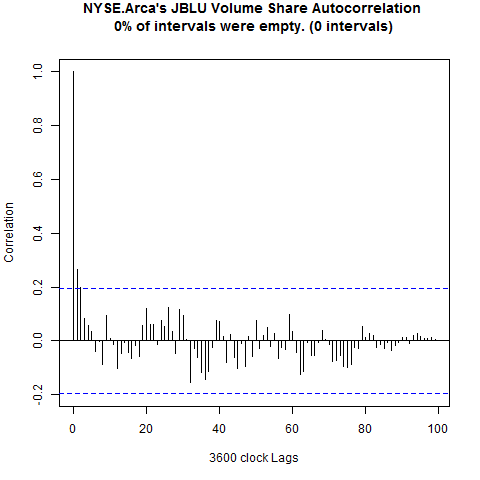 NYSE.Arca's JBLU Volume Share Autocorrelation
0% of intervals were empty. (0 intervals)
Correlation
1.0
0.8
0.6
0.4
0.2
0.0
-0.2
0 20 40 60 80 100
3600 clock Lags